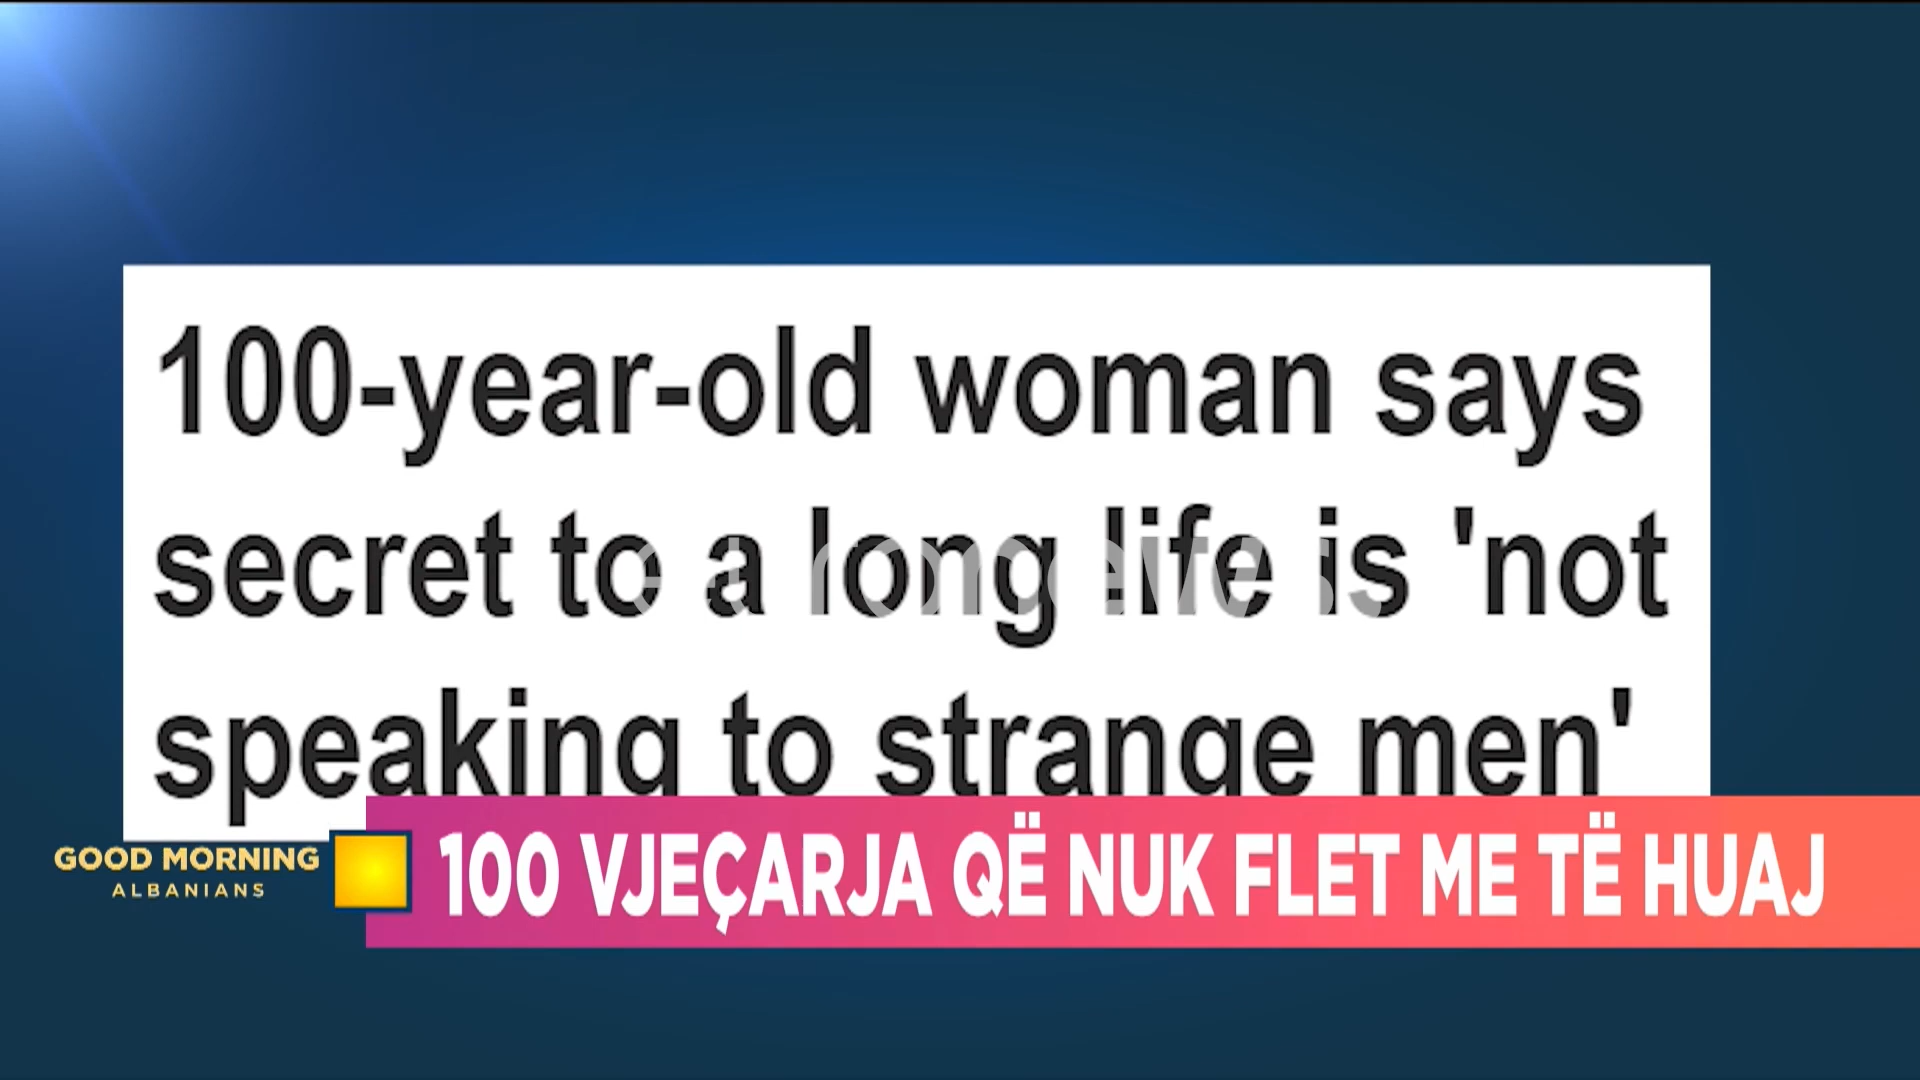 100-year-old woman says
secret to a long life is 'not
speaking to strange men'
euronews
GOOD MORNING
ALBANIANS
100 VJEÇARJA QË NUK FLET ME TË HUAJ